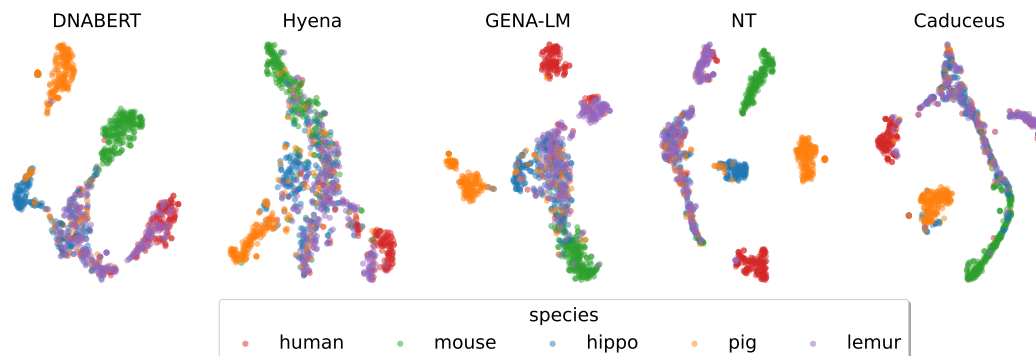 DNABERT Hyena GENA-LM NT Caduceus
species
human mouse hippo pig lemur